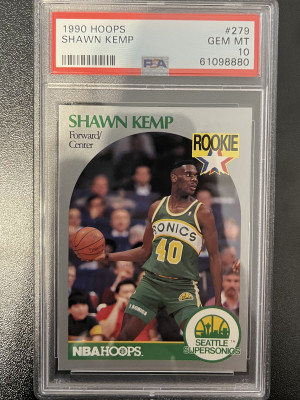 1990 HOOPS #279
SHAWN KEMP GEM MT
10
PSA 61098880
SHAWN KEMP
Forward/
Center
ROOKIE
SONICS
40
NBA HOOPS
SEATTLE
SUPERSONICS